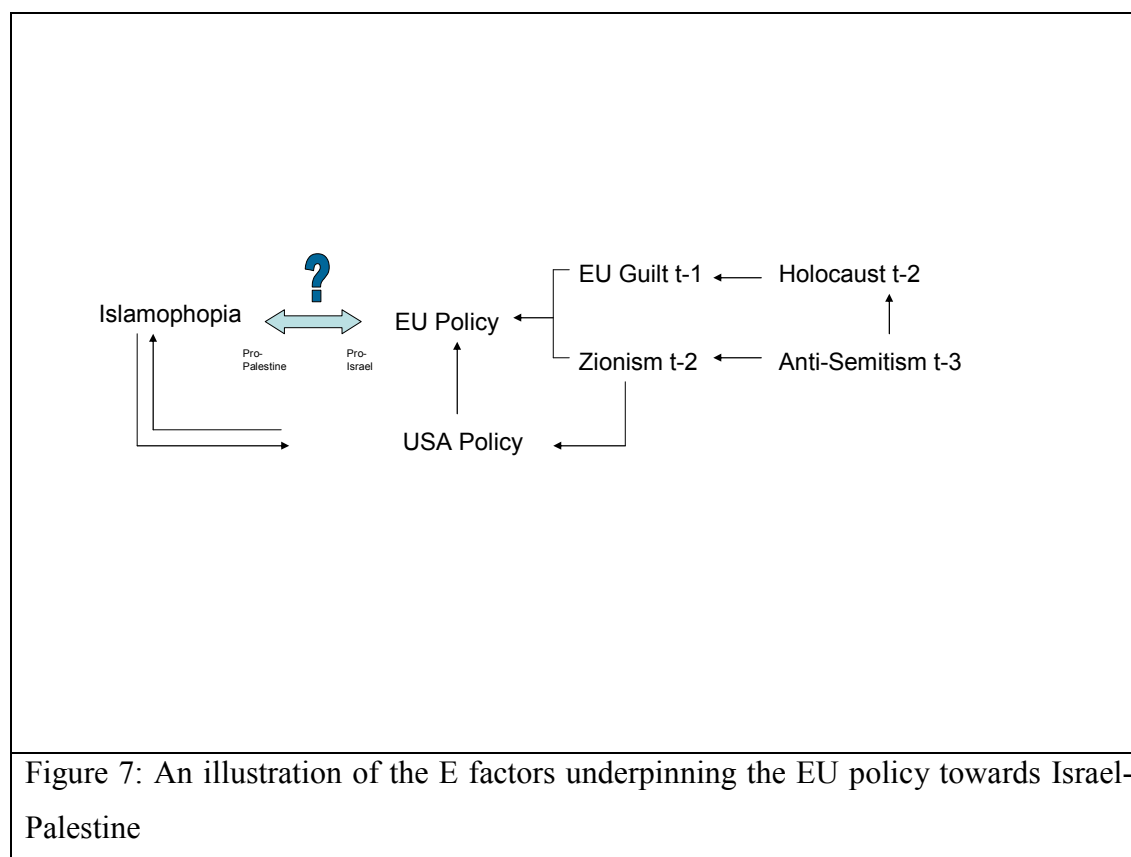 ?
EU Guilt t-1
Holocaust t-2
Islamophopia
EU Policy
Pro-
Palestine
Pro-
Israel
Zionism t-2
Anti-Semitism t-3
USA Policy
Figure 7: An illustration of the E factors underpinning the EU policy towards Israel-
Palestine